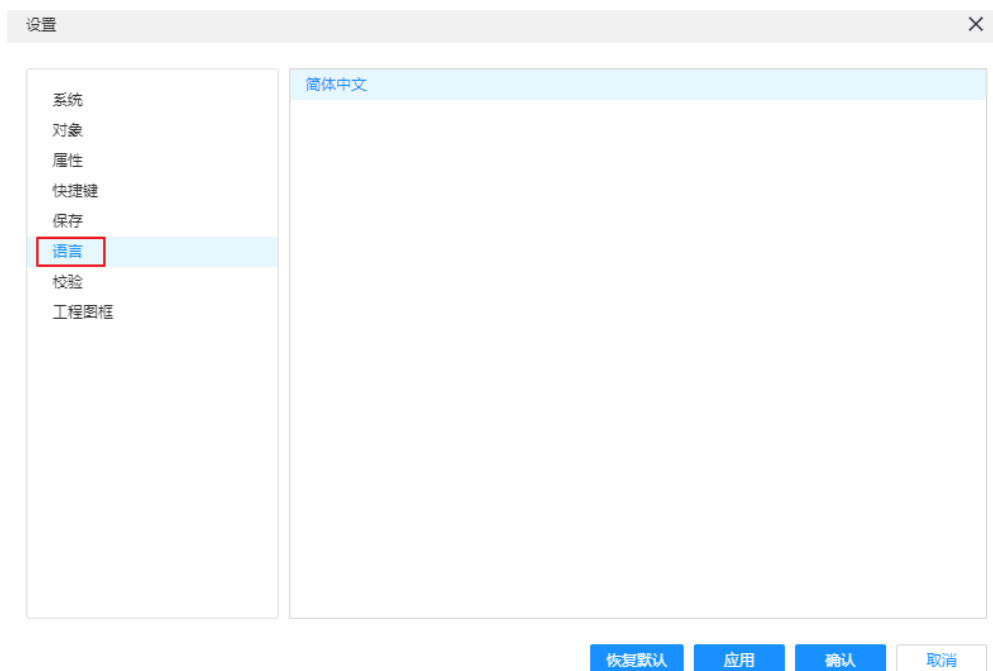 设置
系统
对象
属性
快捷键
保存
语言
校验
工程图框
简体中文
恢复默认
应用
确认
取消